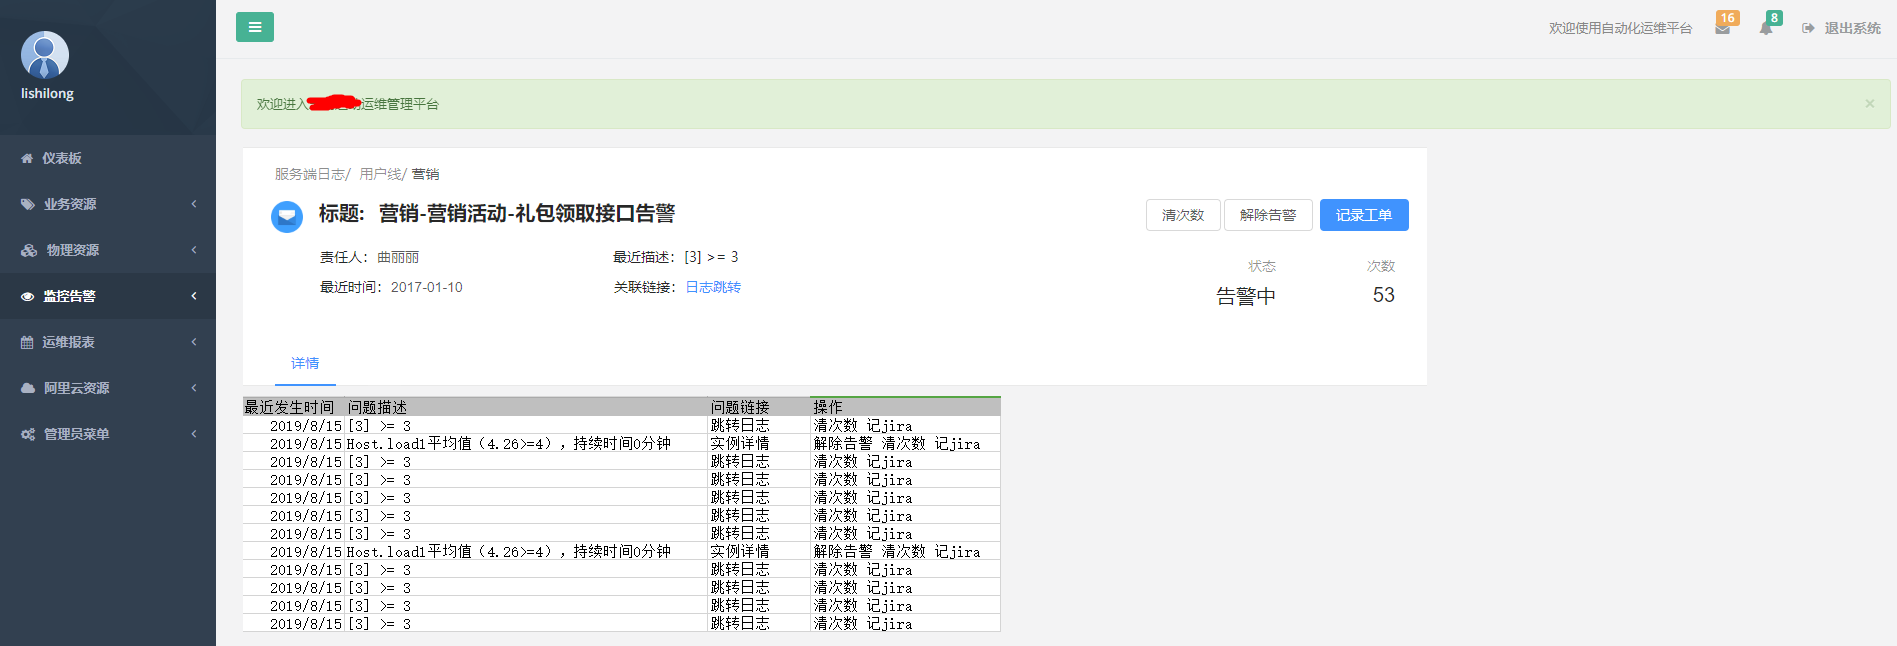 lishilong
仪表板
业务资源
物理资源
监控告警
运维报表
阿里云资源
管理员菜单
欢迎使用自动化运维平台 16 8 退出系统
欢迎进入 运维管理平台 ×
服务端日志/ 用户线/ 营销
标题: 营销-营销活动-礼包领取接口告警
清次数 解除告警 记录工单
责任人: 曲丽丽 最近描述: [3] >= 3
最近时间: 2017-01-10 关联链接: 日志跳转
状态 次数
告警中 53
详情
最近发生时间 问题描述 问题链接 操作
2019/8/15 [3] >= 3 跳转日志 清次数 记jira
2019/8/15 Host.load1平均值（4.26>=4），持续时间0分钟 实例详情 解除告警 清次数 记jira
2019/8/15 [3] >= 3 跳转日志 清次数 记jira
2019/8/15 [3] >= 3 跳转日志 清次数 记jira
2019/8/15 [3] >= 3 跳转日志 清次数 记jira
2019/8/15 [3] >= 3 跳转日志 清次数 记jira
2019/8/15 [3] >= 3 跳转日志 清次数 记jira
2019/8/15 Host.load1平均值（4.26>=4），持续时间0分钟 实例详情 解除告警 清次数 记jira
2019/8/15 [3] >= 3 跳转日志 清次数 记jira
2019/8/15 [3] >= 3 跳转日志 清次数 记jira
2019/8/15 [3] >= 3 跳转日志 清次数 记jira
2019/8/15 [3] >= 3 跳转日志 清次数 记jira